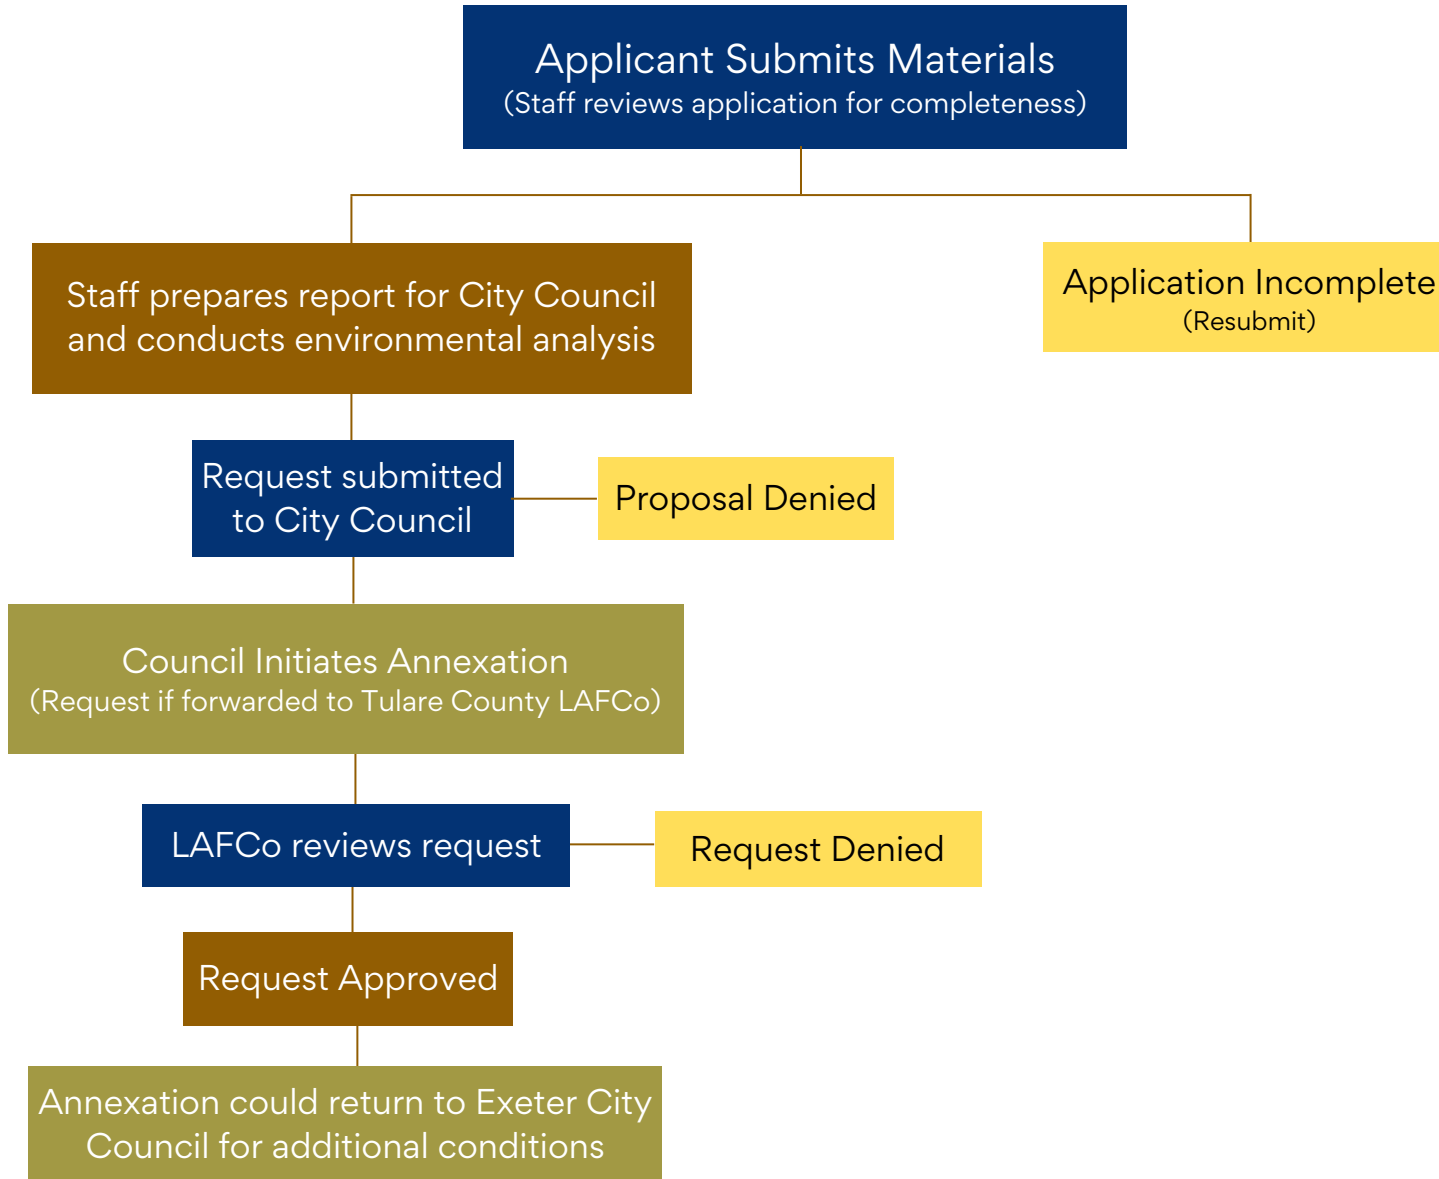 Applicant Submits Materials
(Staff reviews application for completeness)
Staff prepares report for City Council
and conducts environmental analysis
Application Incomplete
(Resubmit)
Request submitted
to City Council
Proposal Denied
Council Initiates Annexation
(Request if forwarded to Tulare County LAFCo)
LAFCo reviews request
Request Denied
Request Approved
Annexation could return to Exeter City
Council for additional conditions